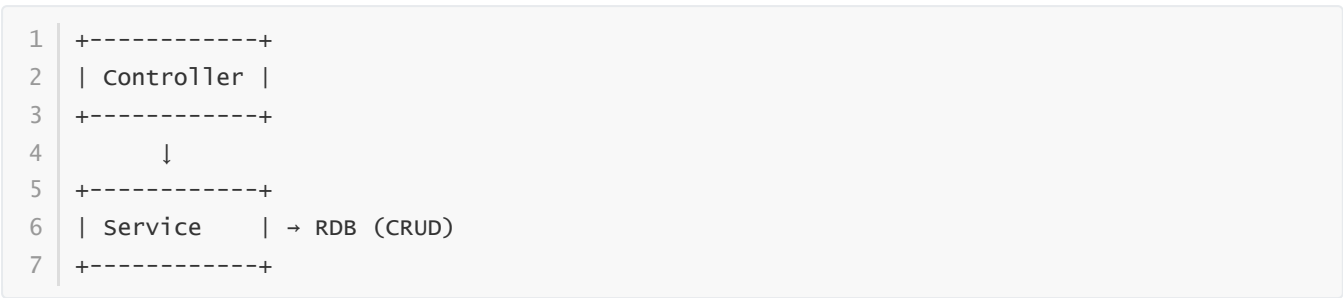 1 +------------+
2 | Controller |
3 +------------+
4       ↓
5 +------------+
6 | Service    | → RDB (CRUD)
7 +------------+